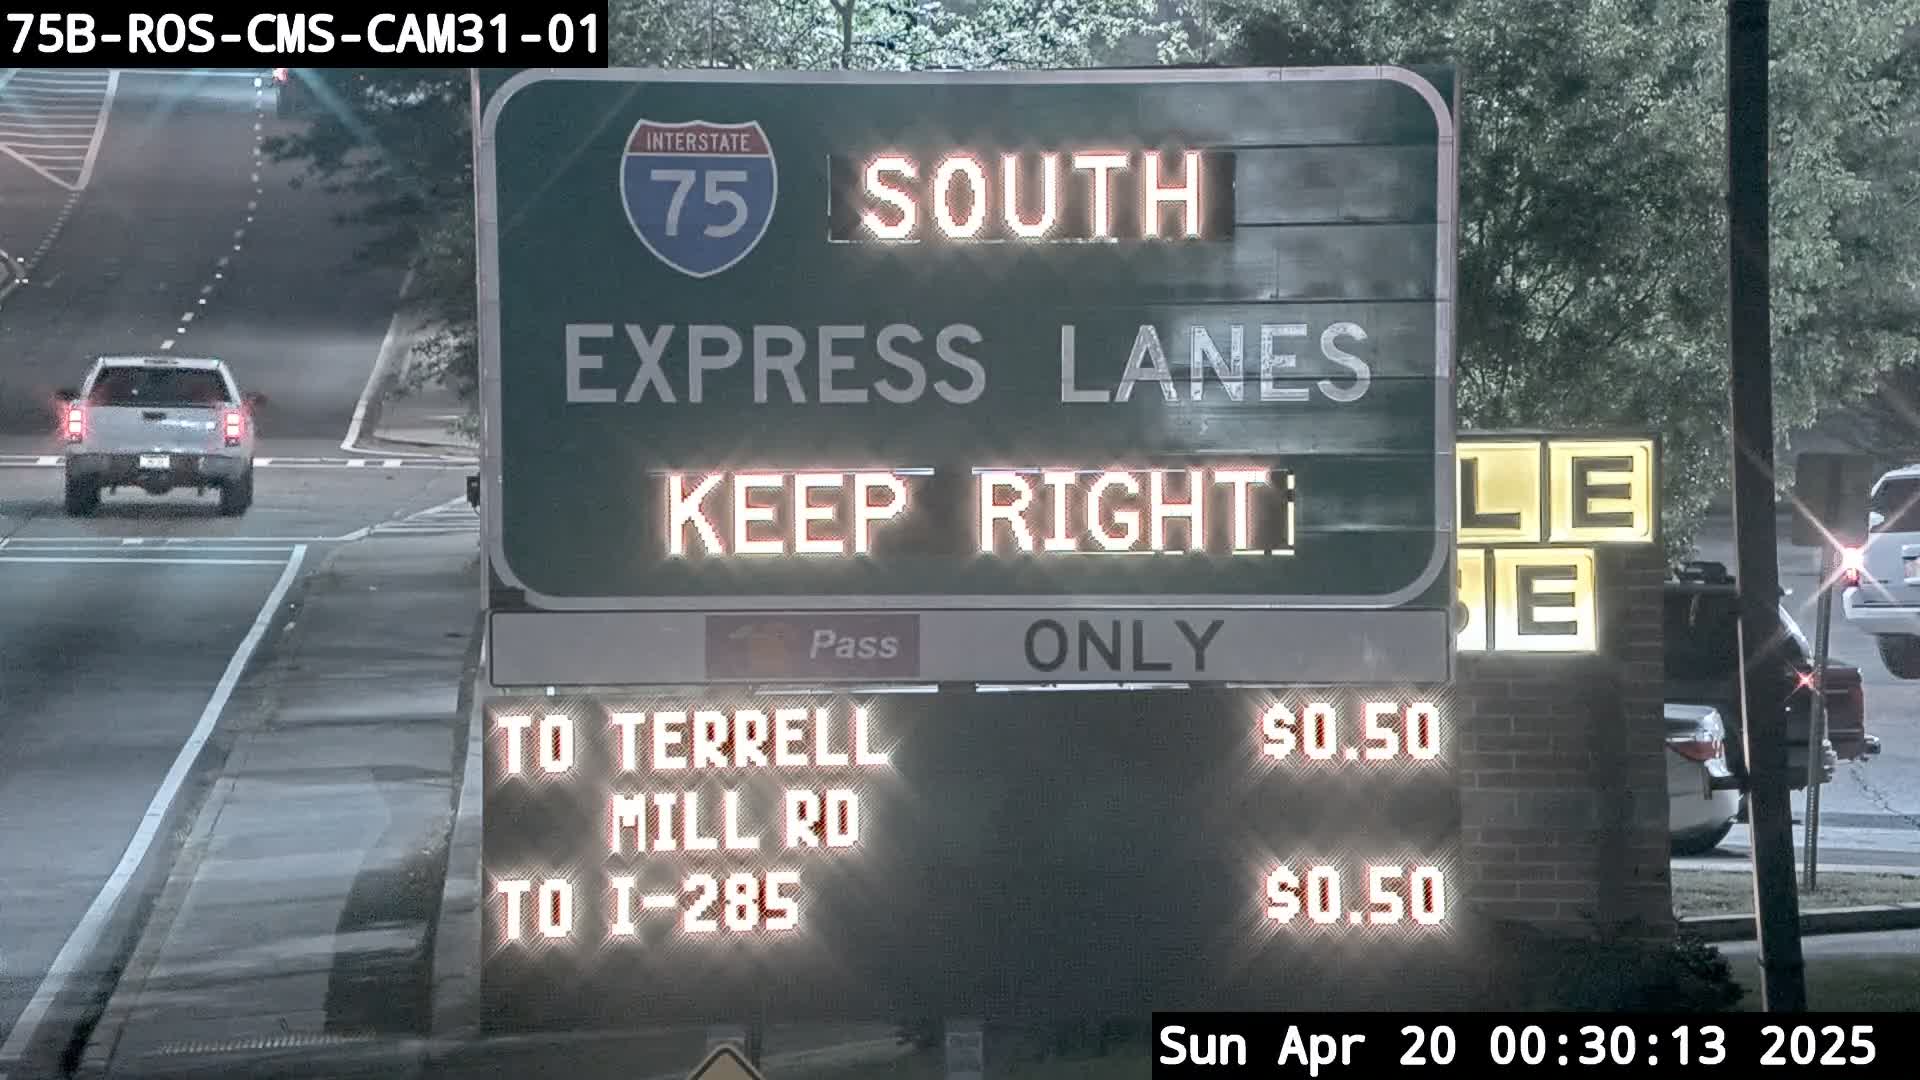 75B-ROS-CMS-CAM31-01
INTERSTATE
75
SOUTH
EXPRESS LANES
KEEP RIGHT
Pass ONLY
TO TERRELL $0.50
MILL RD
TO I-285 $0.50
LE
E
Sun Apr 20 00:30:13 2025